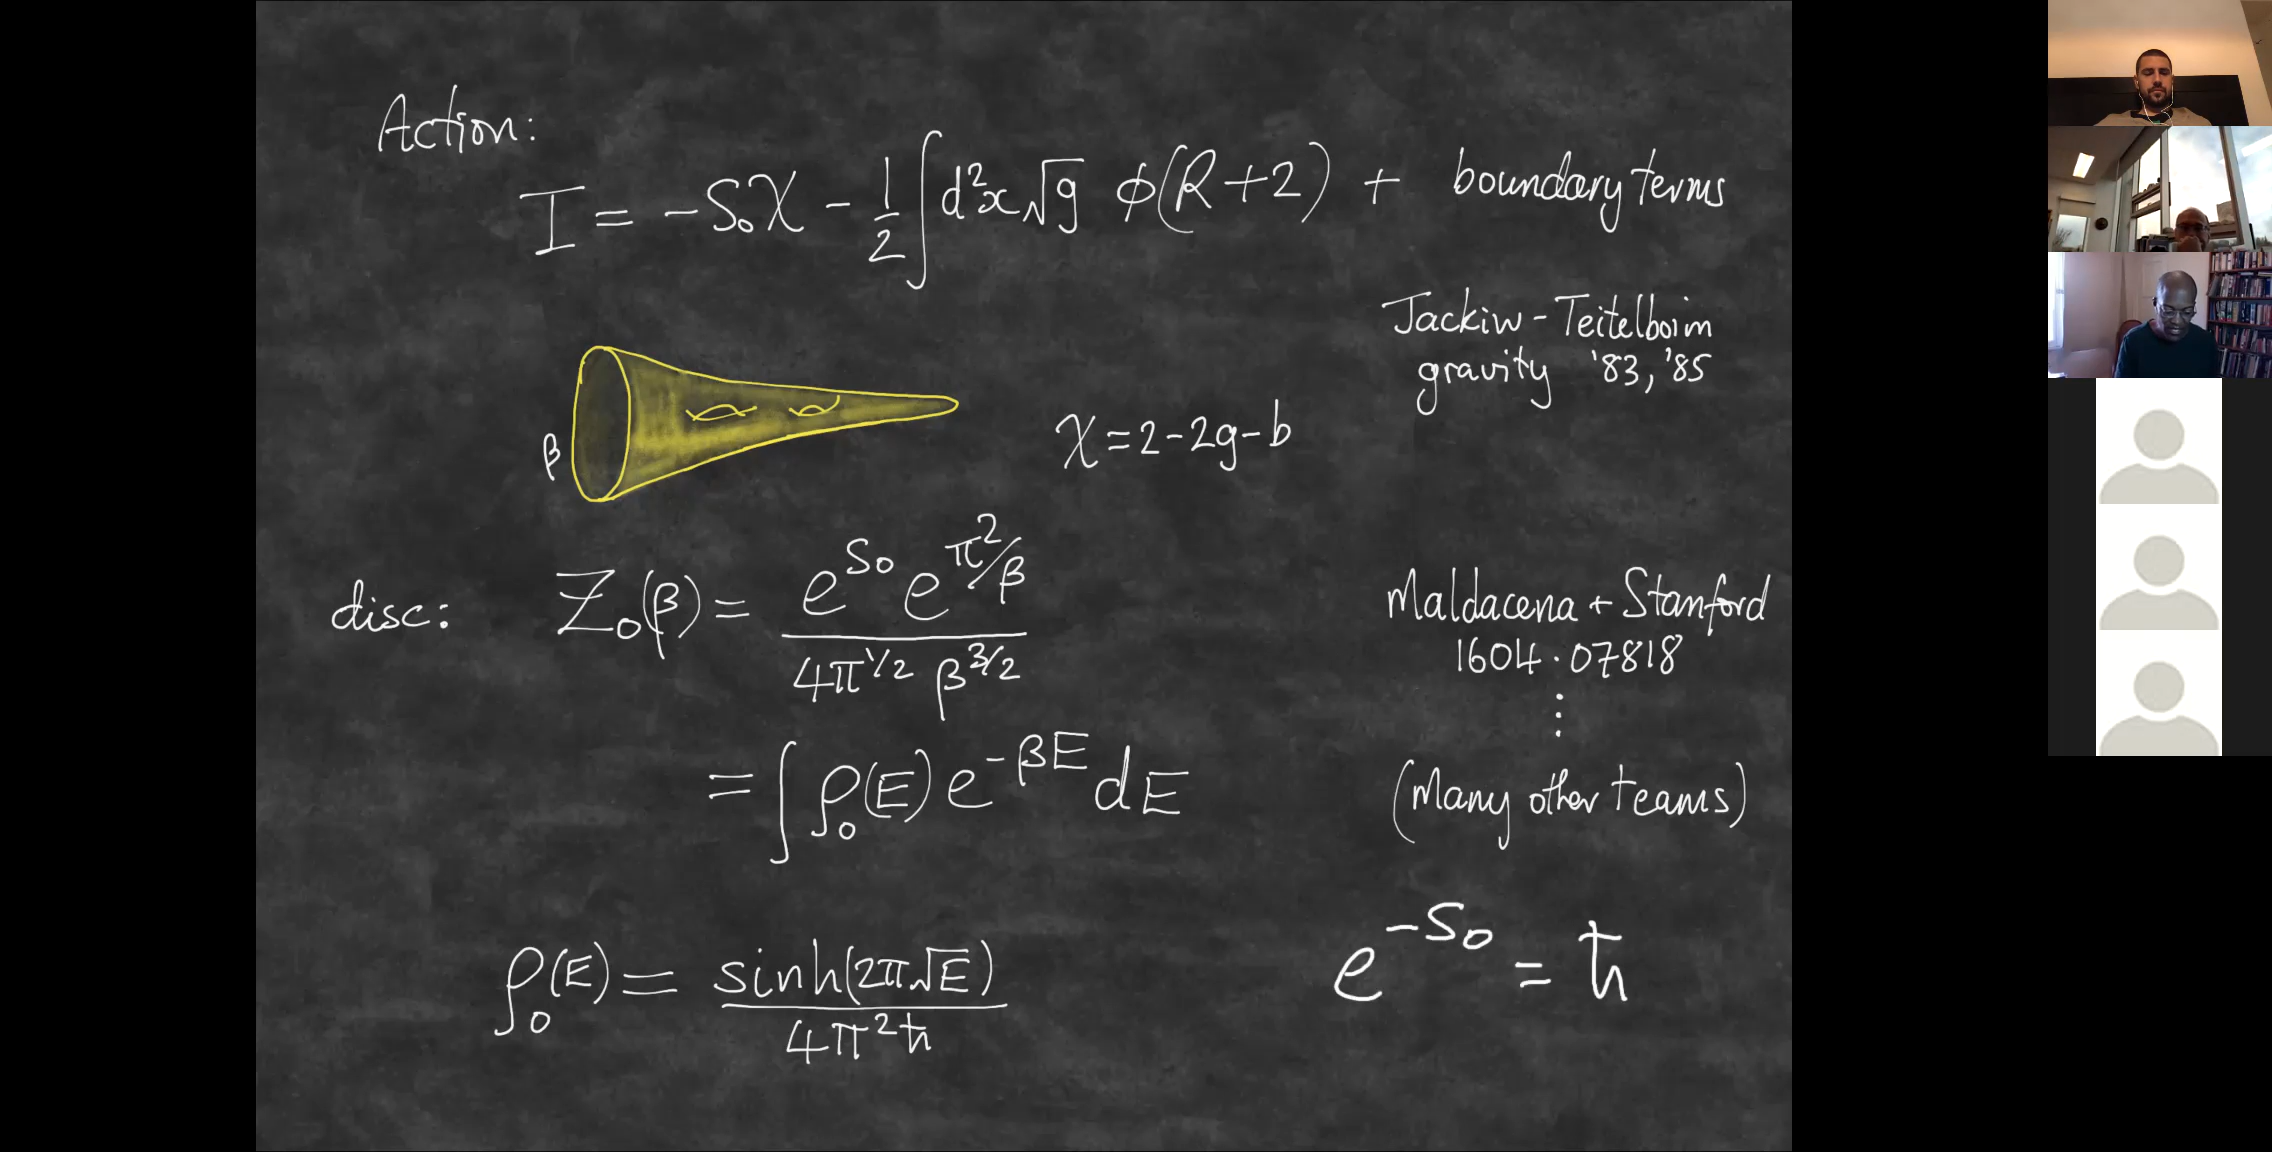 Action:
I = -S₀χ - 1/2 ∫ d²x √g ϕ(R+2) + boundary terms
Jackiw-Teitelboim
gravity '83, '85
β
χ = 2-2g-b
disc: Z₀(β) = e^{S₀} e^{π²/β} / 4π^{1/2} β^{3/2}
Maldacena + Stanford
1604.07818
⋮
= ∫ ρ₀(E) e^{-βE} dE
(Many other teams)
ρ₀(E) = sinh(2π√E) / 4π²ħ
e^{-S₀} = ħ